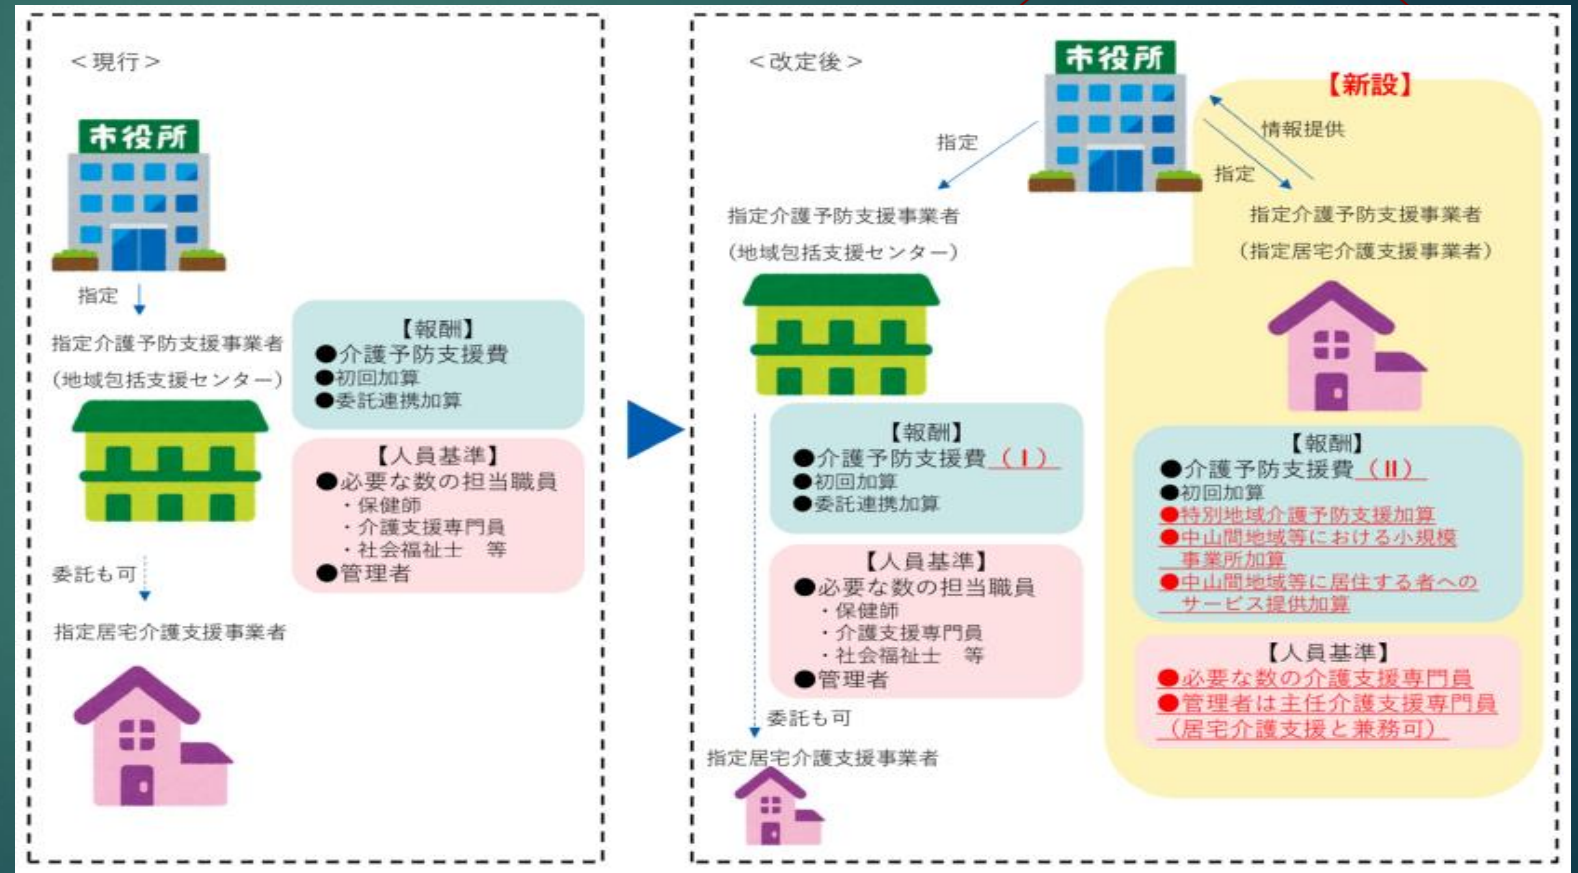 ＜現行＞
市役所
指定
指定介護予防支援事業者
(地域包括支援センター)
【報酬】
●介護予防支援費
●初回加算
●委託連携加算
【人員基準】
●必要な数の担当職員
・保健師
・介護支援専門員
・社会福祉士　等
●管理者
委託も可
指定居宅介護支援事業者
＜改定後＞
市役所
指定
指定介護予防支援事業者
(地域包括支援センター)
【報酬】
●介護予防支援費（Ⅰ）
●初回加算
●委託連携加算
【人員基準】
●必要な数の担当職員
・保健師
・介護支援専門員
・社会福祉士　等
●管理者
委託も可
指定居宅介護支援事業者
【新設】
情報提供
指定
指定介護予防支援事業者
(指定居宅介護支援事業者)
【報酬】
●介護予防支援費（Ⅱ）
●初回加算
●特別地域介護予防支援加算
●中山間地域等における小規模
事業所加算
●中山間地域等に居住する者への
サービス提供加算
【人員基準】
●必要な数の介護支援専門員
●管理者は主任介護支援専門員
（居宅介護支援と兼務可）